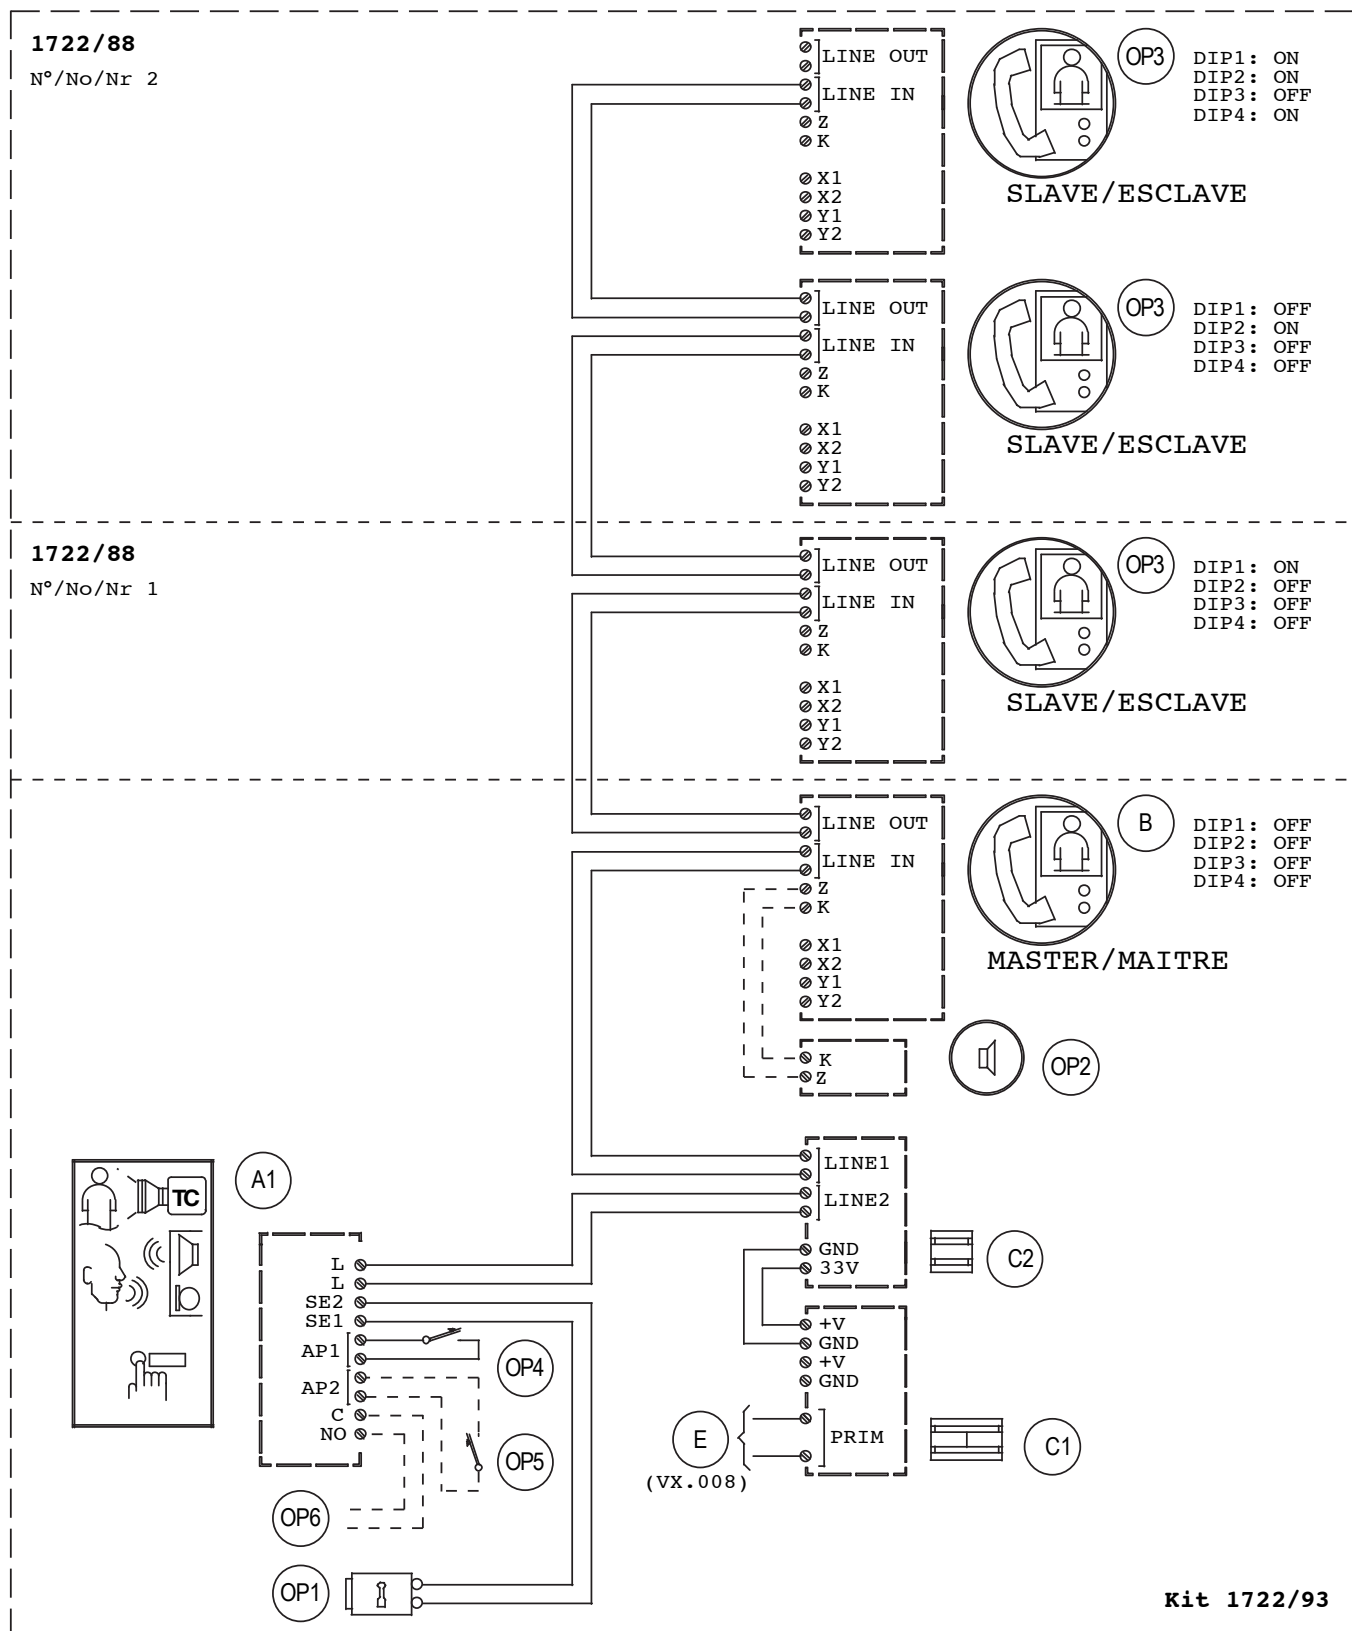 1722/88
N°/No/Nr 2
LINE OUT
LINE IN
Z
K
X1
X2
Y1
Y2
OP3
DIP1: ON
DIP2: ON
DIP3: OFF
DIP4: ON
SLAVE/ESCLAVE
LINE OUT
LINE IN
Z
K
X1
X2
Y1
Y2
OP3
DIP1: OFF
DIP2: ON
DIP3: OFF
DIP4: OFF
SLAVE/ESCLAVE
1722/88
N°/No/Nr 1
LINE OUT
LINE IN
Z
K
X1
X2
Y1
Y2
OP3
DIP1: ON
DIP2: OFF
DIP3: OFF
DIP4: OFF
SLAVE/ESCLAVE
LINE OUT
LINE IN
Z
K
X1
X2
Y1
Y2
B
DIP1: OFF
DIP2: OFF
DIP3: OFF
DIP4: OFF
MASTER/MAITRE
K
Z
OP2
TC
A1
L
L
SE2
SE1
AP1
AP2
C
NO
OP4
OP5
OP6
OP1
LINE1
LINE2
GND
33V
C2
+V
GND
+V
GND
PRIM
E
(VX.008)
C1
Kit 1722/93